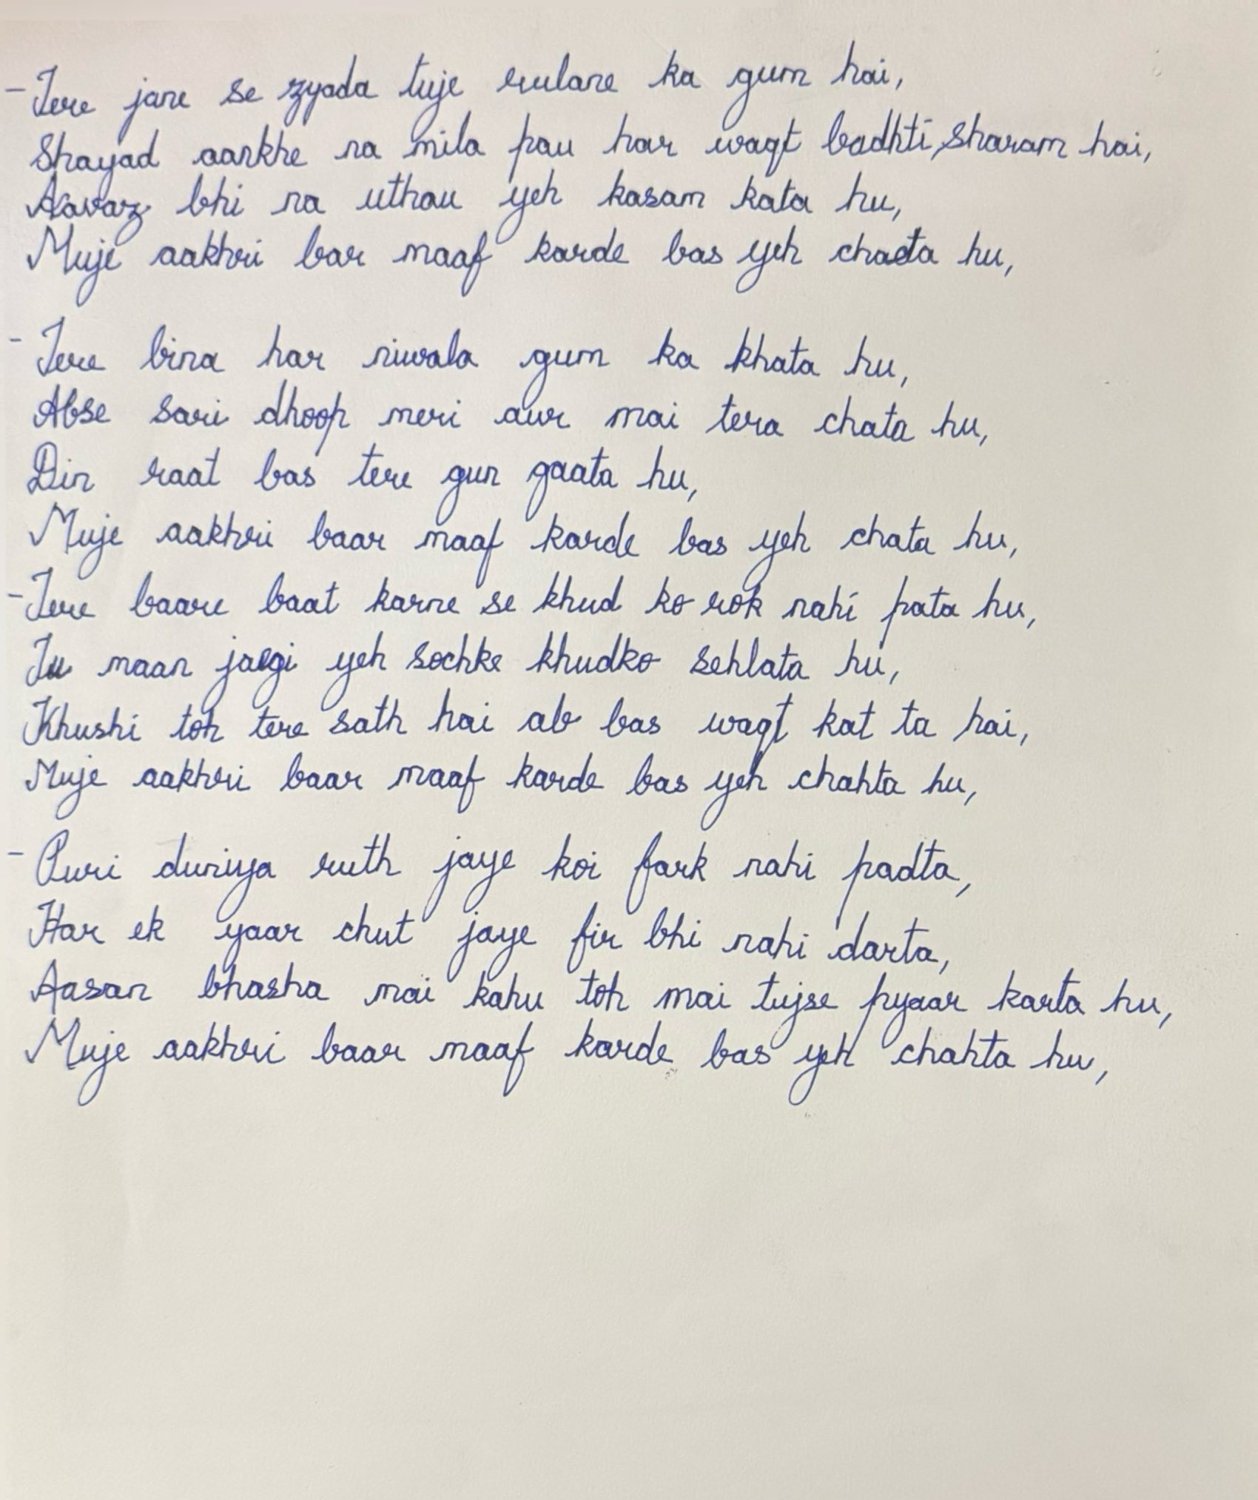 - Tere jane se zyada tuje rulane ka gum hai,
Shayad aankhe na mila pau har waqt badhti sharam hai,
Aavaz bhi na uthau yeh kasam kata hu,
Muje aakhri bar maaf karde bas yeh chaeta hu,
- Tere bina har niwala gum ka khata hu,
Abse sari dhoop meri aur mai tera chata hu,
Din raat bas tere gun gaata hu,
Muje aakhri baar maaf karde bas yeh chata hu,
- Tere baare baat karne se khud ko rok nahi pata hu,
Tu maan jaegi yeh sochke khudko sehlata hu,
Khushi toh tere sath hai ab bas waqt kat ta hai,
Muje aakhri baar maaf karde bas yeh chahta hu,
- Puri duniya ruth jaye koi fark nahi padta,
Har ek yaar chut jaye fir bhi nahi darta,
Aasan bhasha mai kahu toh mai tujse pyaar karta hu,
Muje aakhri baar maaf karde bas yeh chahta hu,